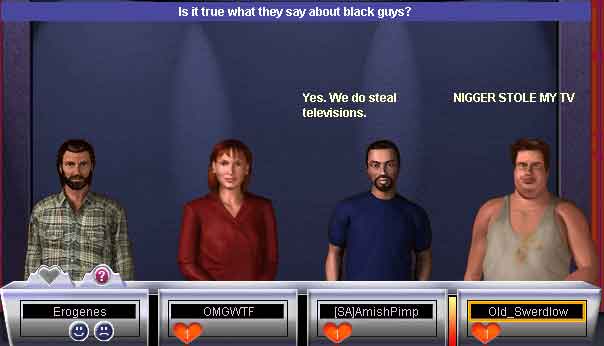 Is it true what they say about black guys?
Yes. We do steal
televisions.
NIGGER STOLE MY TV
?
Erogenes
OMGWTF
[SA]AmishPimp
Old_Swerdlow
!
!
!